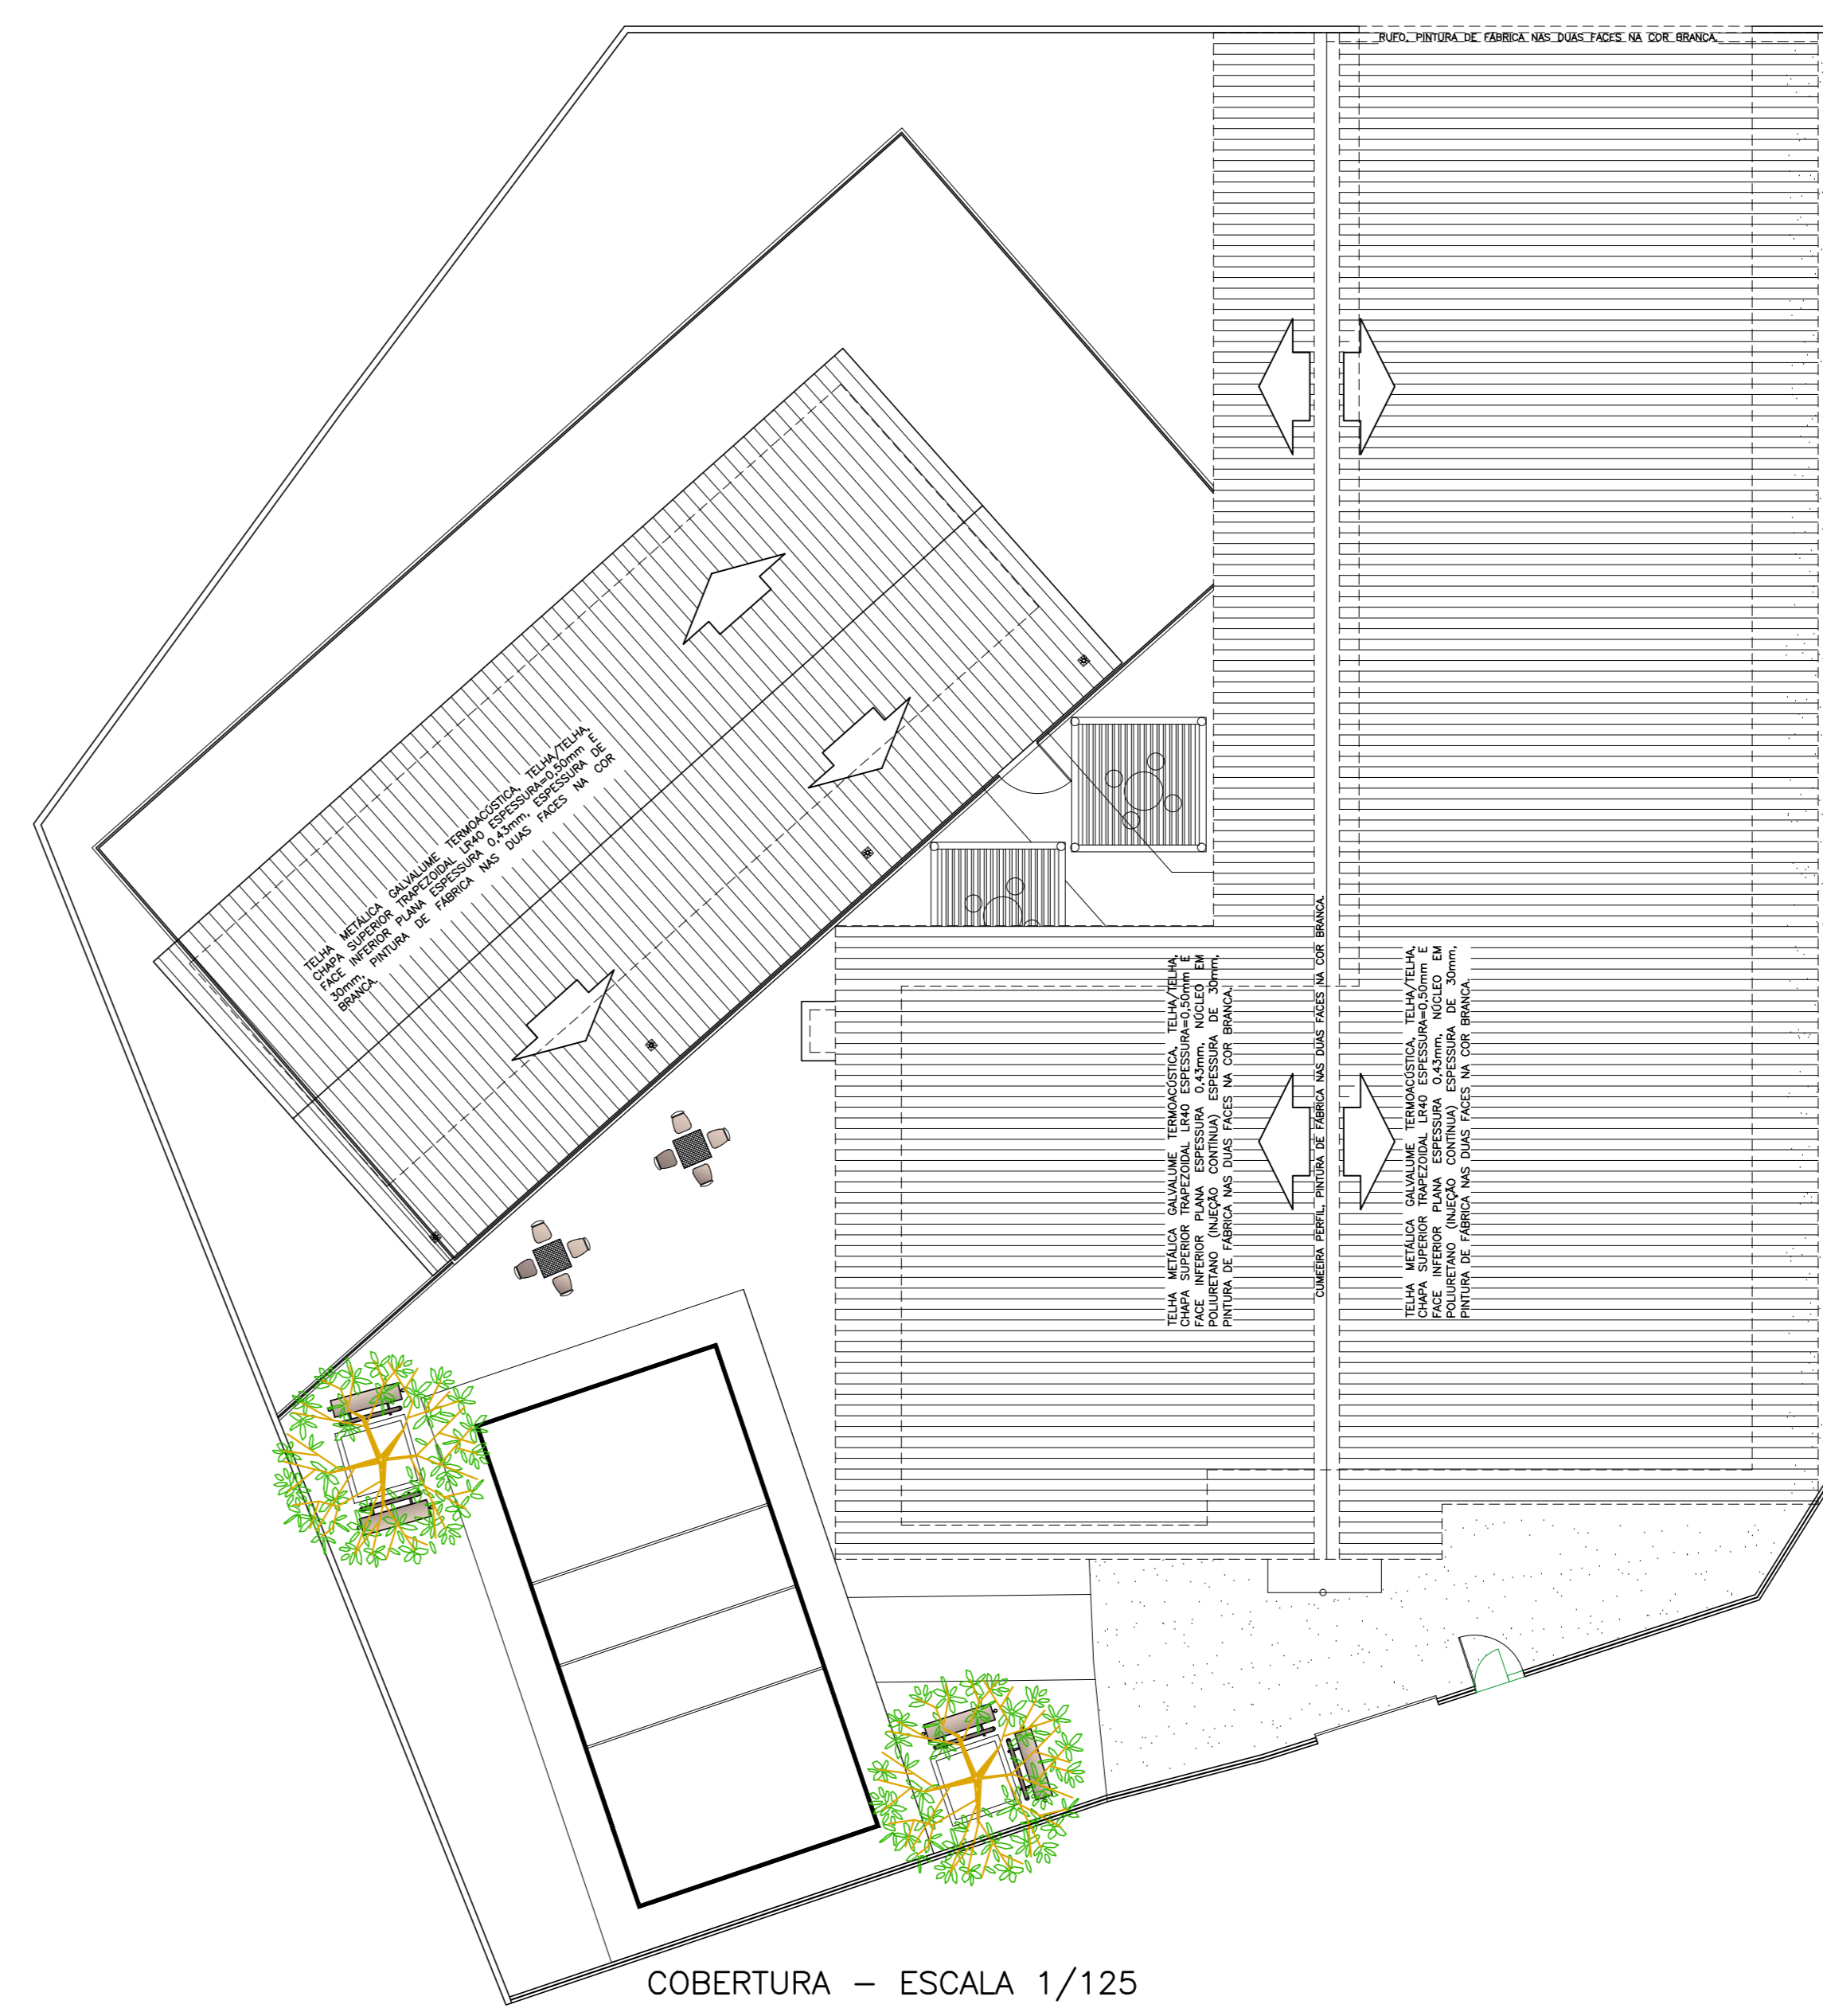 RUFO, PINTURA DE FÁBRICA NAS DUAS FACES NA COR BRANCA.
TELHA METÁLICA GALVALUME TERMOACÚSTICA, TELHA/TELHA,
CHAPA SUPERIOR TRAPEZOIDAL LR40 ESPESSURA=0,50mm E
FACE INFERIOR PLANA ESPESSURA 0,43mm, ESPESSURA DE
30mm, PINTURA DE FÁBRICA NAS DUAS FACES NA COR
BRANCA.
TELHA METÁLICA GALVALUME TERMOACÚSTICA, TELHA/TELHA,
CHAPA SUPERIOR TRAPEZOIDAL LR40 ESPESSURA=0,50mm E
FACE INFERIOR PLANA ESPESSURA 0,43mm, NÚCLEO EM
POLIURETANO (INJEÇÃO CONTÍNUA) ESPESSURA DE 30mm,
PINTURA DE FÁBRICA NAS DUAS FACES NA COR BRANCA.
CUMEEIRA PERFIL, PINTURA DE FÁBRICA NAS DUAS FACES NA COR BRANCA.
TELHA METÁLICA GALVALUME TERMOACÚSTICA, TELHA/TELHA,
CHAPA SUPERIOR TRAPEZOIDAL LR40 ESPESSURA=0,50mm E
FACE INFERIOR PLANA ESPESSURA 0,43mm, NÚCLEO EM
POLIURETANO (INJEÇÃO CONTÍNUA) ESPESSURA DE 30mm,
PINTURA DE FÁBRICA NAS DUAS FACES NA COR BRANCA.
COBERTURA – ESCALA 1/125